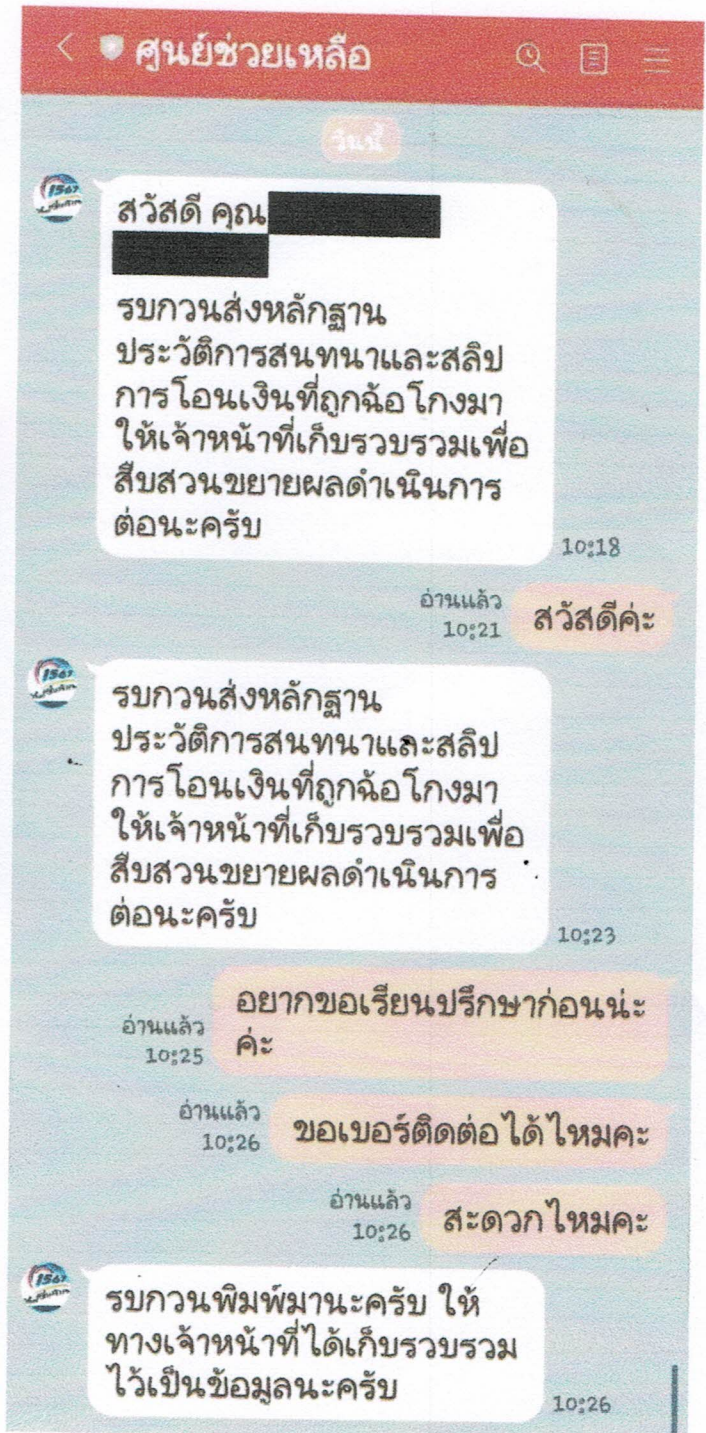 ศูนย์ช่วยเหลือ
วันนี้
1567
สวัสดี คุณ
รบกวนส่งหลักฐาน
ประวัติการสนทนาและสลิป
การโอนเงินที่ถูกฉ้อโกงมา
ให้เจ้าหน้าที่เก็บรวบรวมเพื่อ
สืบสวนขยายผลดำเนินการ
ต่อนะครับ
10:18
อ่านแล้ว
10:21
สวัสดีค่ะ
1567
รบกวนส่งหลักฐาน
ประวัติการสนทนาและสลิป
การโอนเงินที่ถูกฉ้อโกงมา
ให้เจ้าหน้าที่เก็บรวบรวมเพื่อ
สืบสวนขยายผลดำเนินการ
ต่อนะครับ
10:23
อยากขอเรียนปรึกษาก่อนน่ะ
ค่ะ
อ่านแล้ว
10:25
อ่านแล้ว
10:26
ขอเบอร์ติดต่อได้ไหมคะ
อ่านแล้ว
10:26
สะดวกไหมคะ
1567
รบกวนพิมพ์มานะครับ ให้
ทางเจ้าหน้าที่ได้เก็บรวบรวม
ไว้เป็นข้อมูลนะครับ
10:26